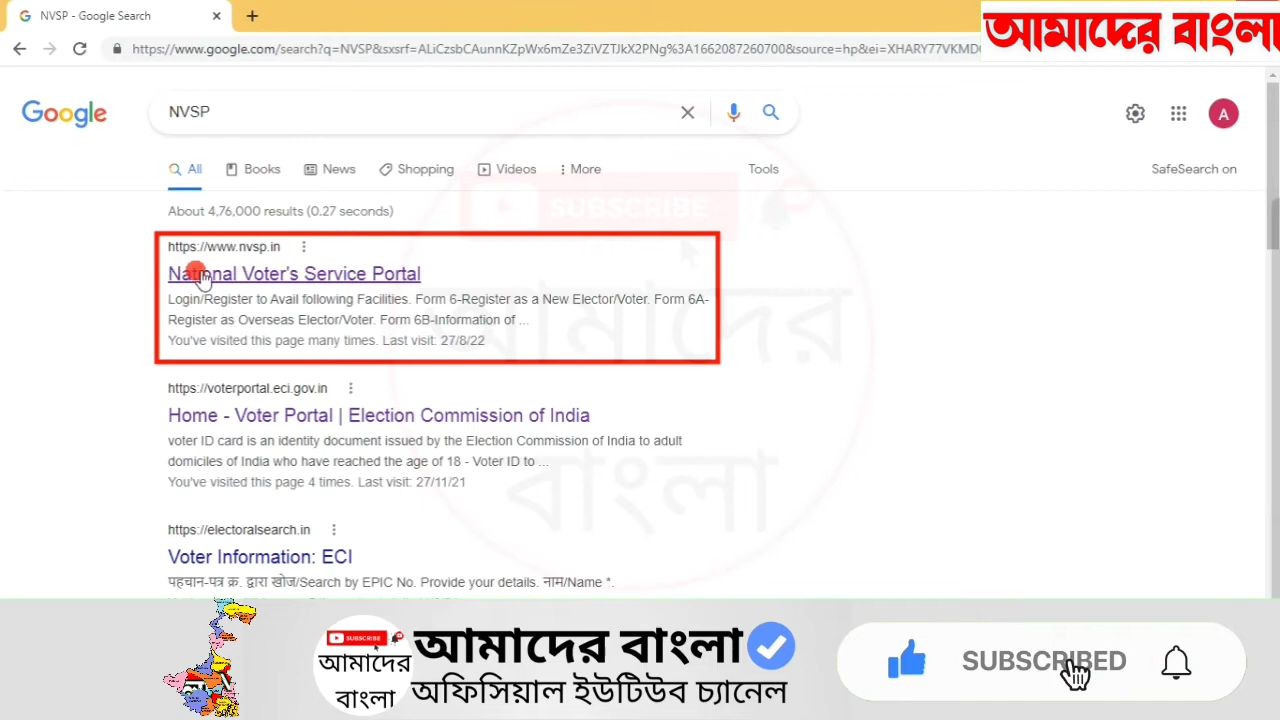 NVSP - Google Search
আমাদের বাংলা
https://www.google.com/search?q=NVSP&sxsrf=ALiCzsbCAunnKZpWx6mZe3ZiVZTJkX2PNg%3A1662087260700&source=hp&ei=XHARY77VKMD
Google
NVSP
A
All
Books
News
Shopping
Videos
More
Tools
SafeSearch on
About 4,76,000 results (0.27 seconds)
SUBSCRIBE
https://www.nvsp.in
National Voter's Service Portal
Login/Register to Avail following Facilities. Form 6-Register as a New Elector/Voter. Form 6A-
Register as Overseas Elector/Voter. Form 6B-Information of ...
You've visited this page many times. Last visit: 27/8/22
আমাদের
https://voterportal.eci.gov.in
Home - Voter Portal | Election Commission of India
voter ID card is an identity document issued by the Election Commission of India to adult
domiciles of India who have reached the age of 18 - Voter ID to ...
You've visited this page 4 times. Last visit: 27/11/21
বাংলা
https://electoralsearch.in
Voter Information: ECI
पहचान-पत्र क्र. द्वारा खोज/Search by EPIC No. Provide your details. नाम/Name *.
SUBSCRIBE
আমাদের
বাংলা
আমাদের বাংলা
অফিসিয়াল ইউটিউব চ্যানেল
SUBSCRIBED